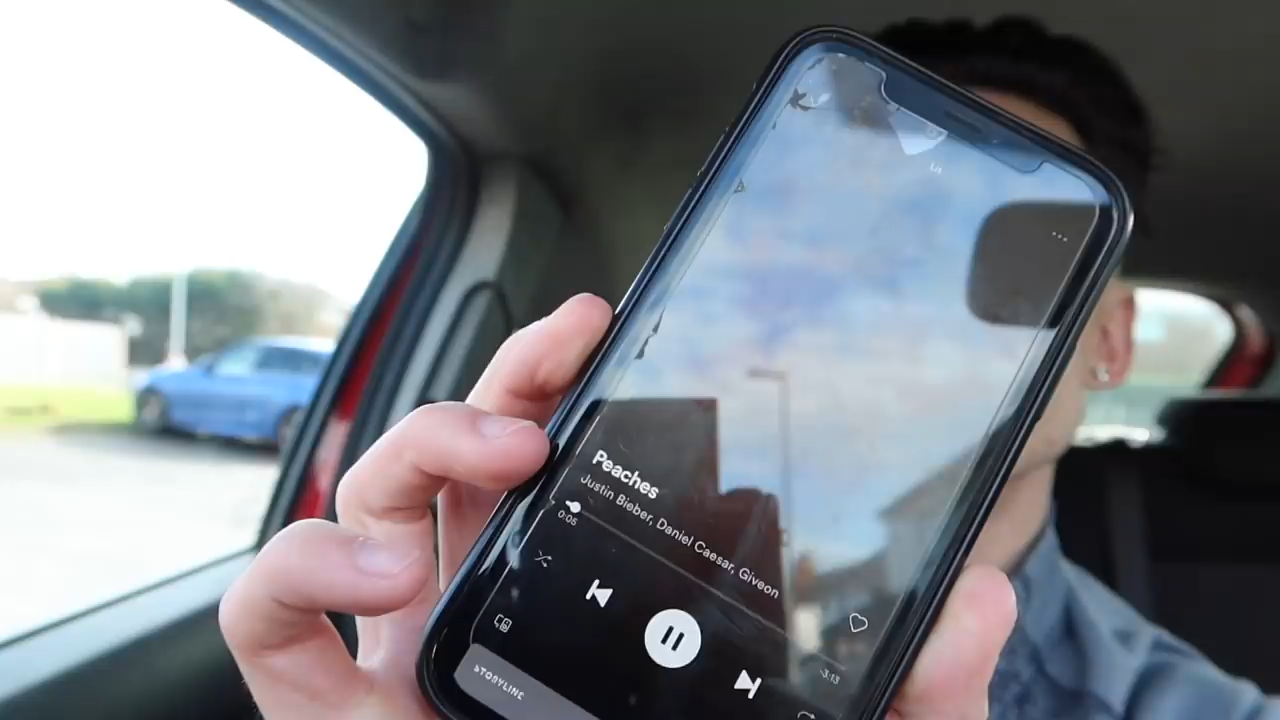 Peaches
Justin Bieber, Daniel Caesar, Giveon
0:05
-3:13
STORYLINE